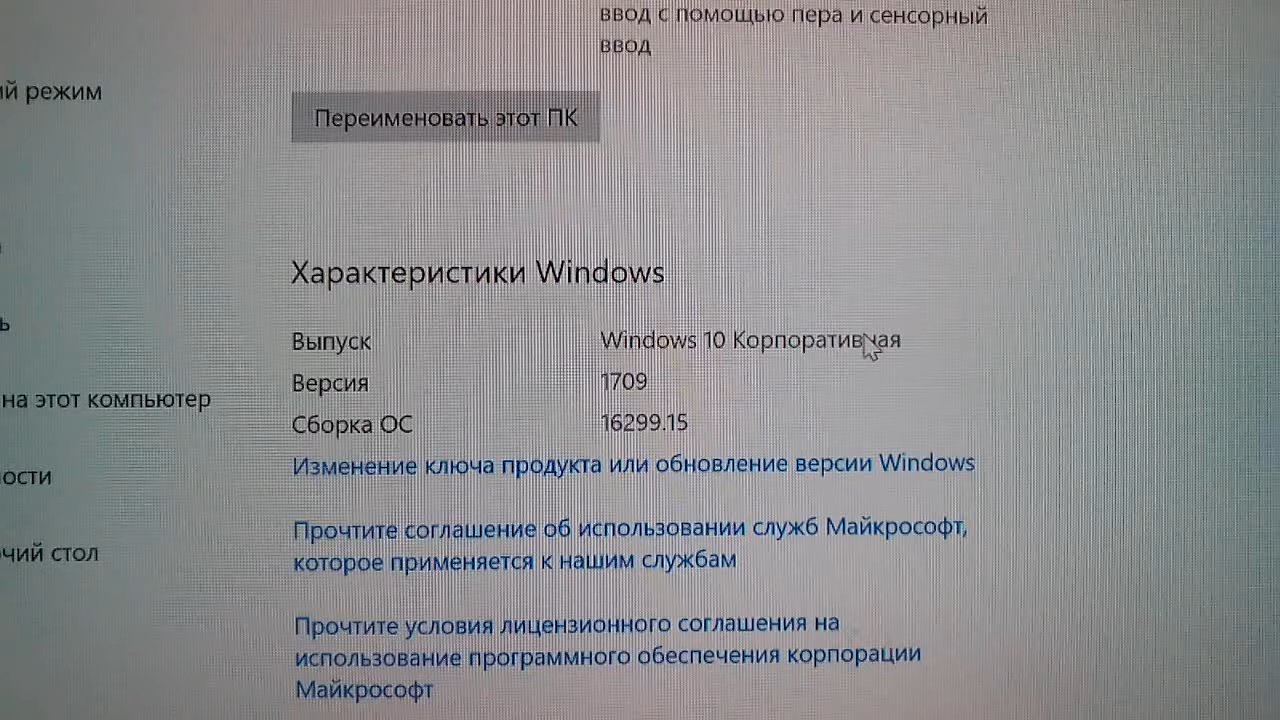 ввод с помощью пера и сенсорный
ввод
ий режим
Переименовать этот ПК
Характеристики Windows
ь
Выпуск Windows 10 Корпоративная
Версия 1709
на этот компьютер
Сборка ОС 16299.15
Изменение ключа продукта или обновление версии Windows
ности
Прочтите соглашение об использовании служб Майкрософт,
которое применяется к нашим службам
чий стол
Прочтите условия лицензионного соглашения на
использование программного обеспечения корпорации
Майкрософт